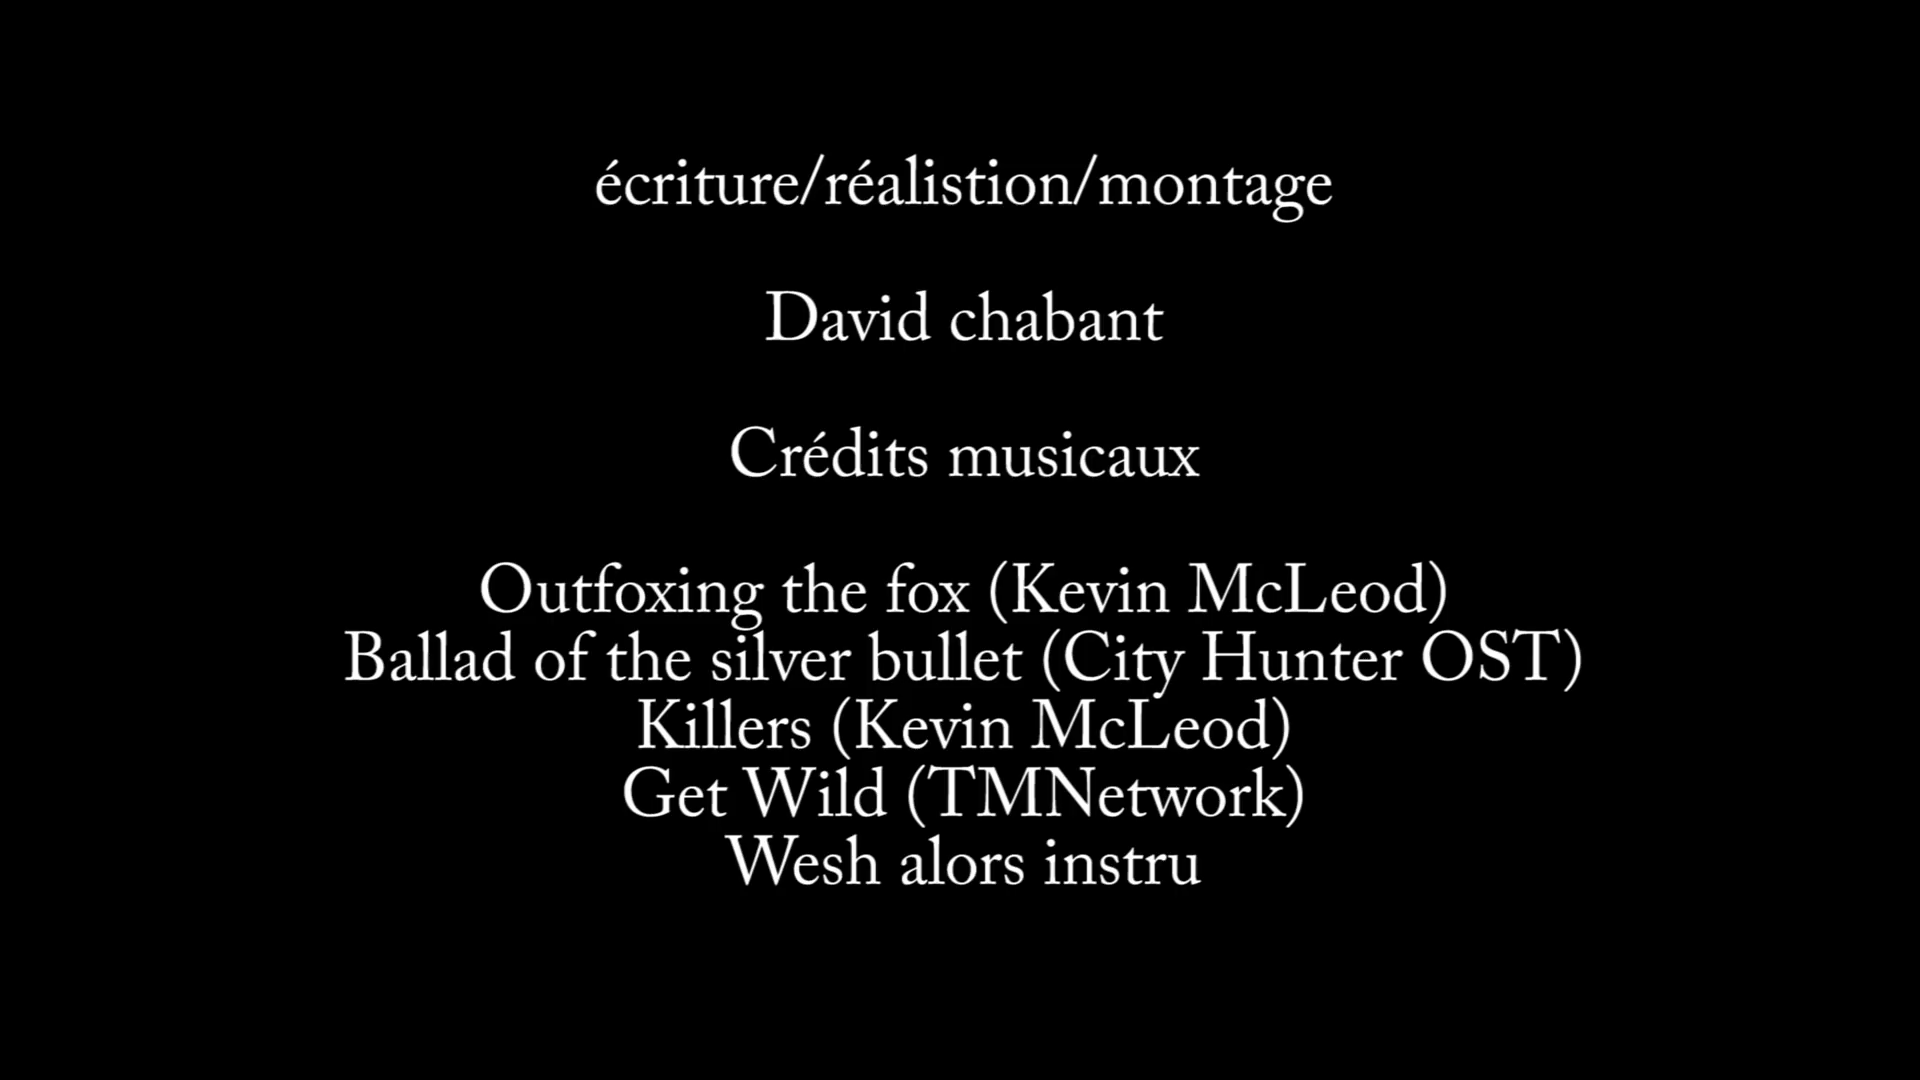 écriture/réalistion/montage
David chabant
Crédits musicaux
Outfoxing the fox (Kevin McLeod)
Ballad of the silver bullet (City Hunter OST)
Killers (Kevin McLeod)
Get Wild (TMNetwork)
Wesh alors instru